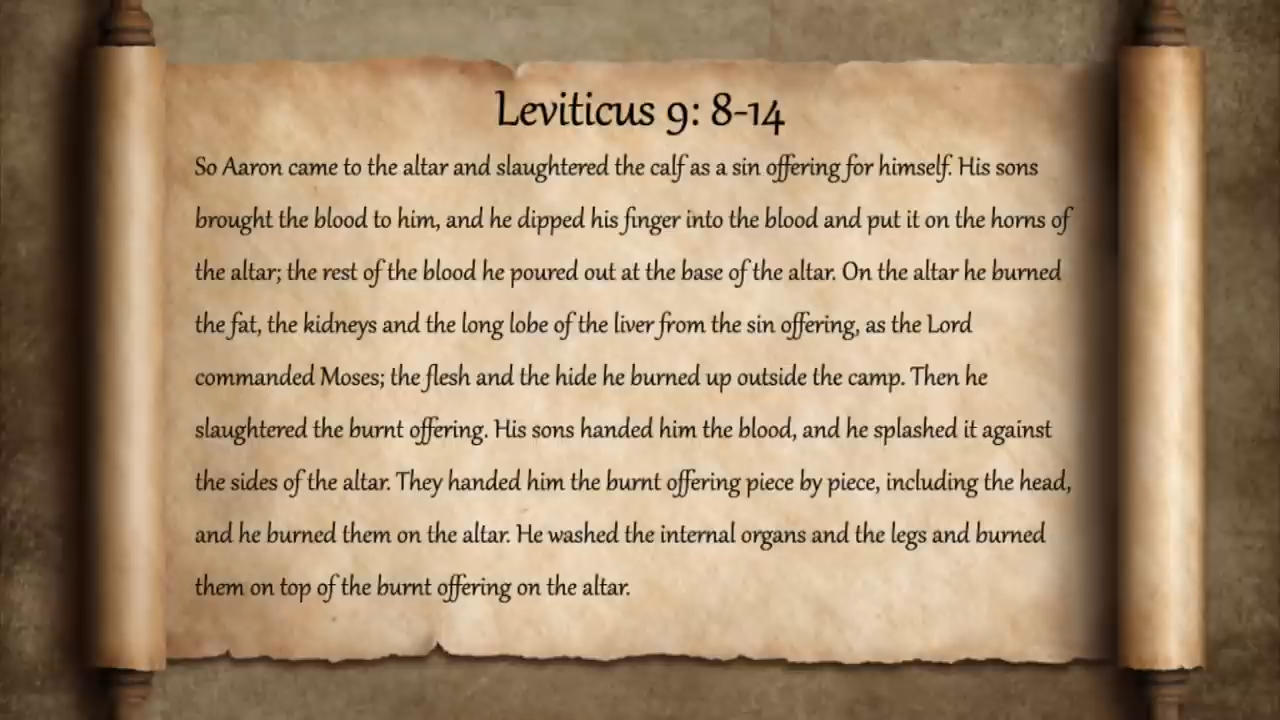 Leviticus 9: 8-14
So Aaron came to the altar and slaughtered the calf as a sin offering for himself. His sons
brought the blood to him, and he dipped his finger into the blood and put it on the horns of
the altar; the rest of the blood he poured out at the base of the altar. On the altar he burned
the fat, the kidneys and the long lobe of the liver from the sin offering, as the Lord
commanded Moses; the flesh and the hide he burned up outside the camp. Then he
slaughtered the burnt offering. His sons handed him the blood, and he splashed it against
the sides of the altar. They handed him the burnt offering piece by piece, including the head,
and he burned them on the altar. He washed the internal organs and the legs and burned
them on top of the burnt offering on the altar.